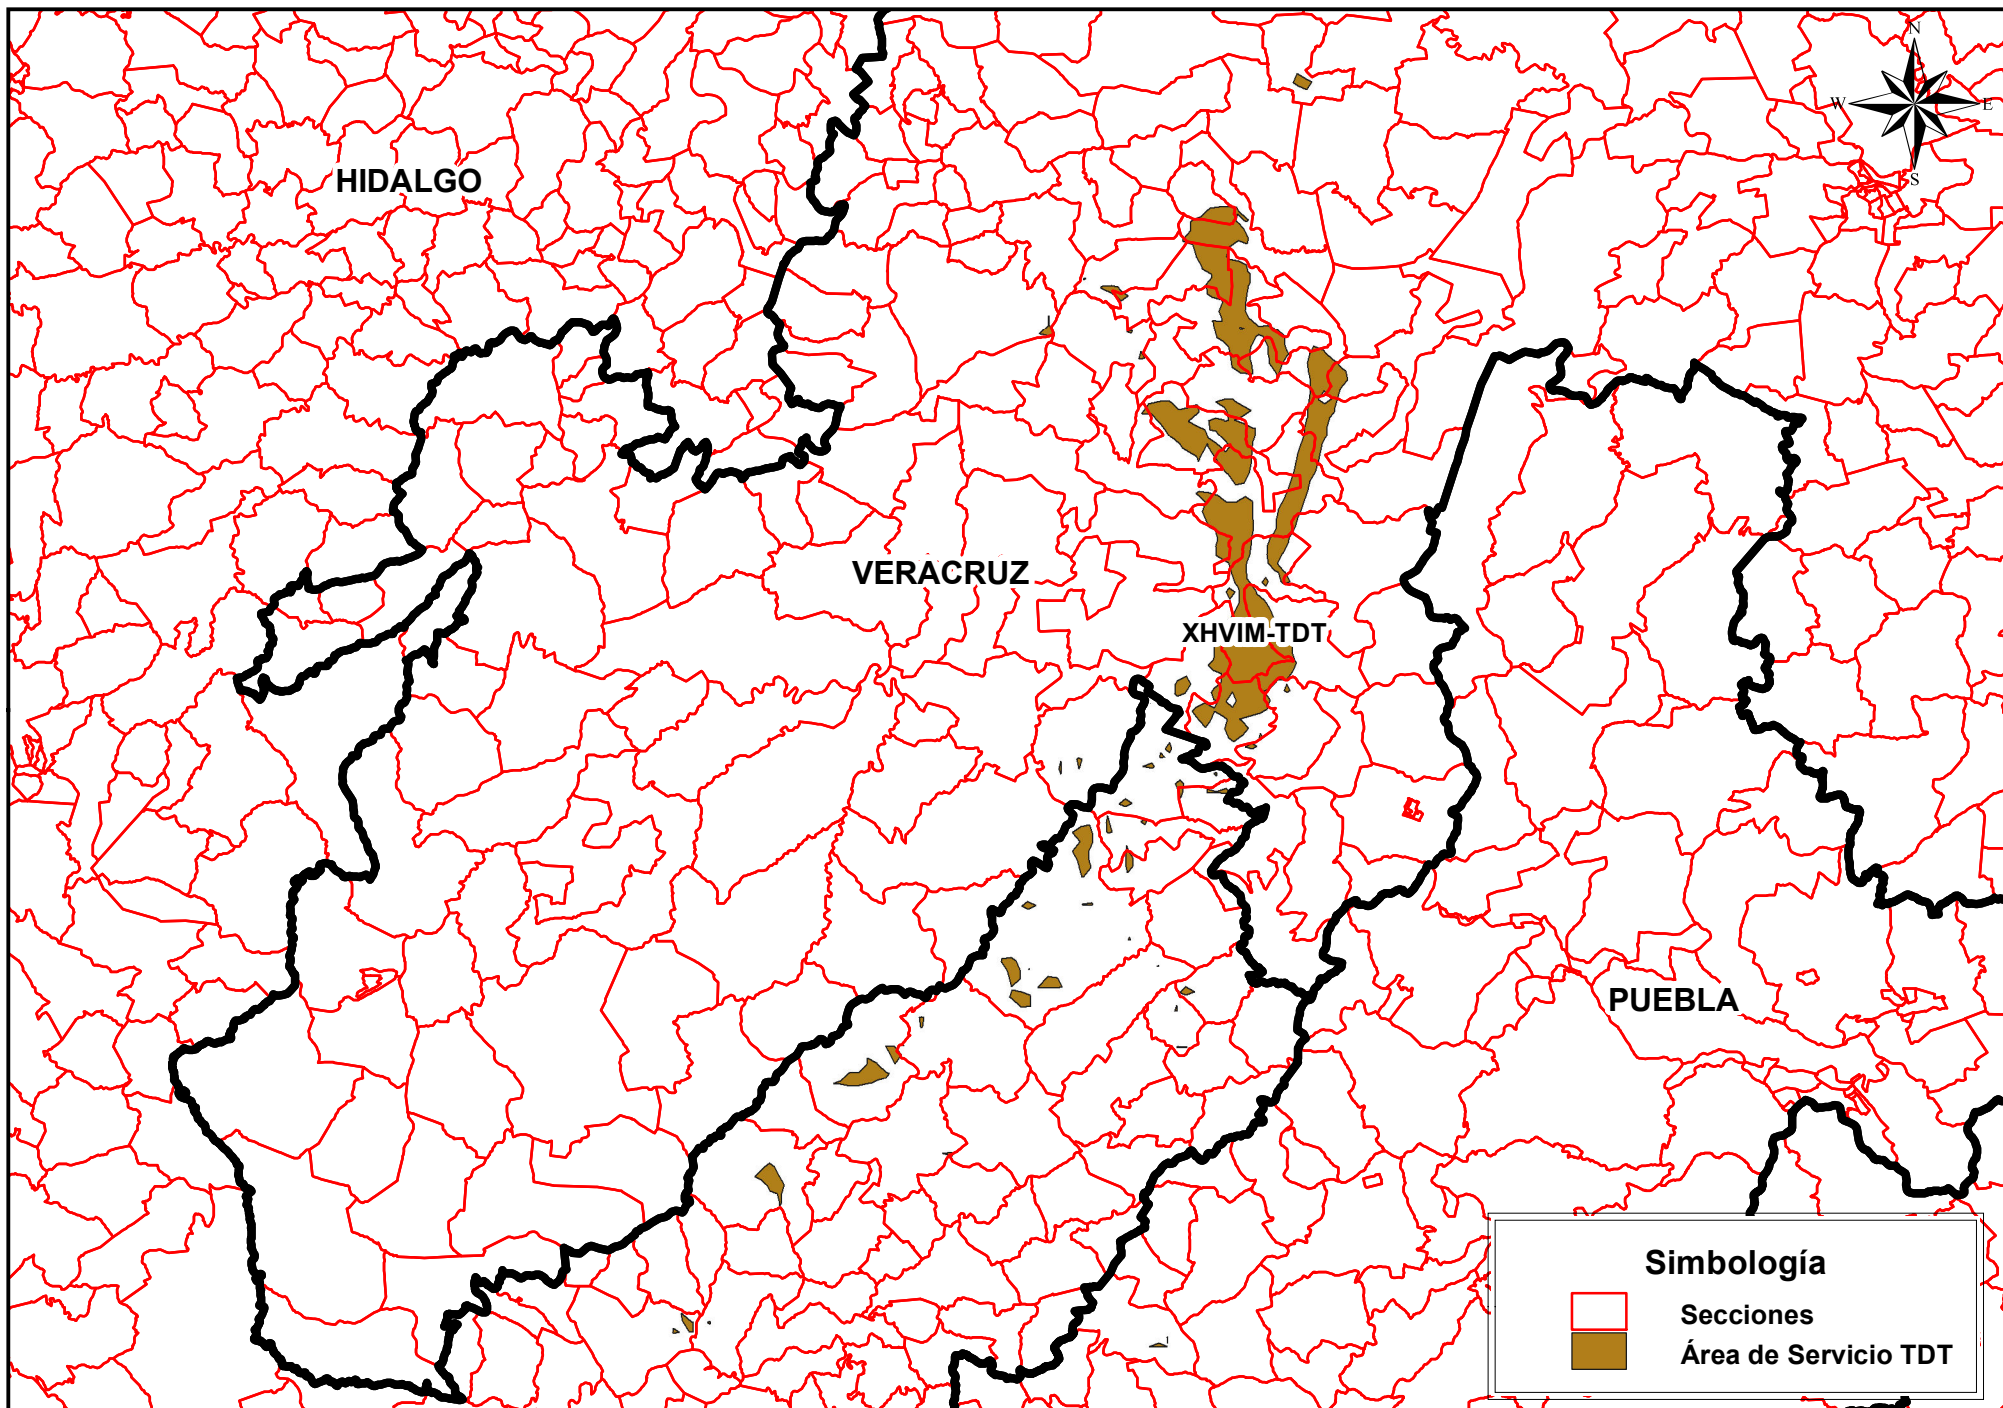 N
W E
S
HIDALGO
VERACRUZ
XHVIM-TDT
PUEBLA
Simbología
Secciones
Área de Servicio TDT